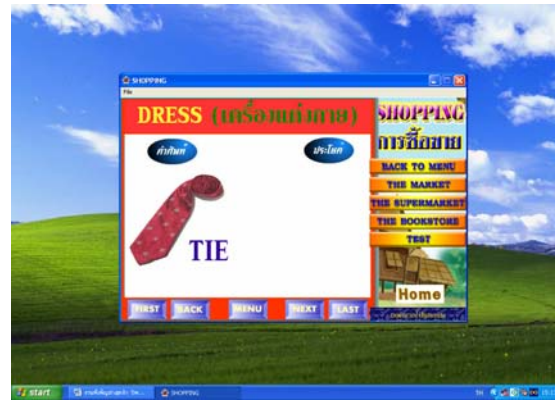 SHOPPING
File
DRESS (เครื่องแต่งกาย)
คำศัพท์
ประโยค
TIE
FIRST
BACK
MENU
NEXT
LAST
SHOPPING
การซื้อขาย
BACK TO MENU
THE MARKET
THE SUPERMARKET
THE BOOKSTORE
TEST
Home
start
SHOPPING
TH